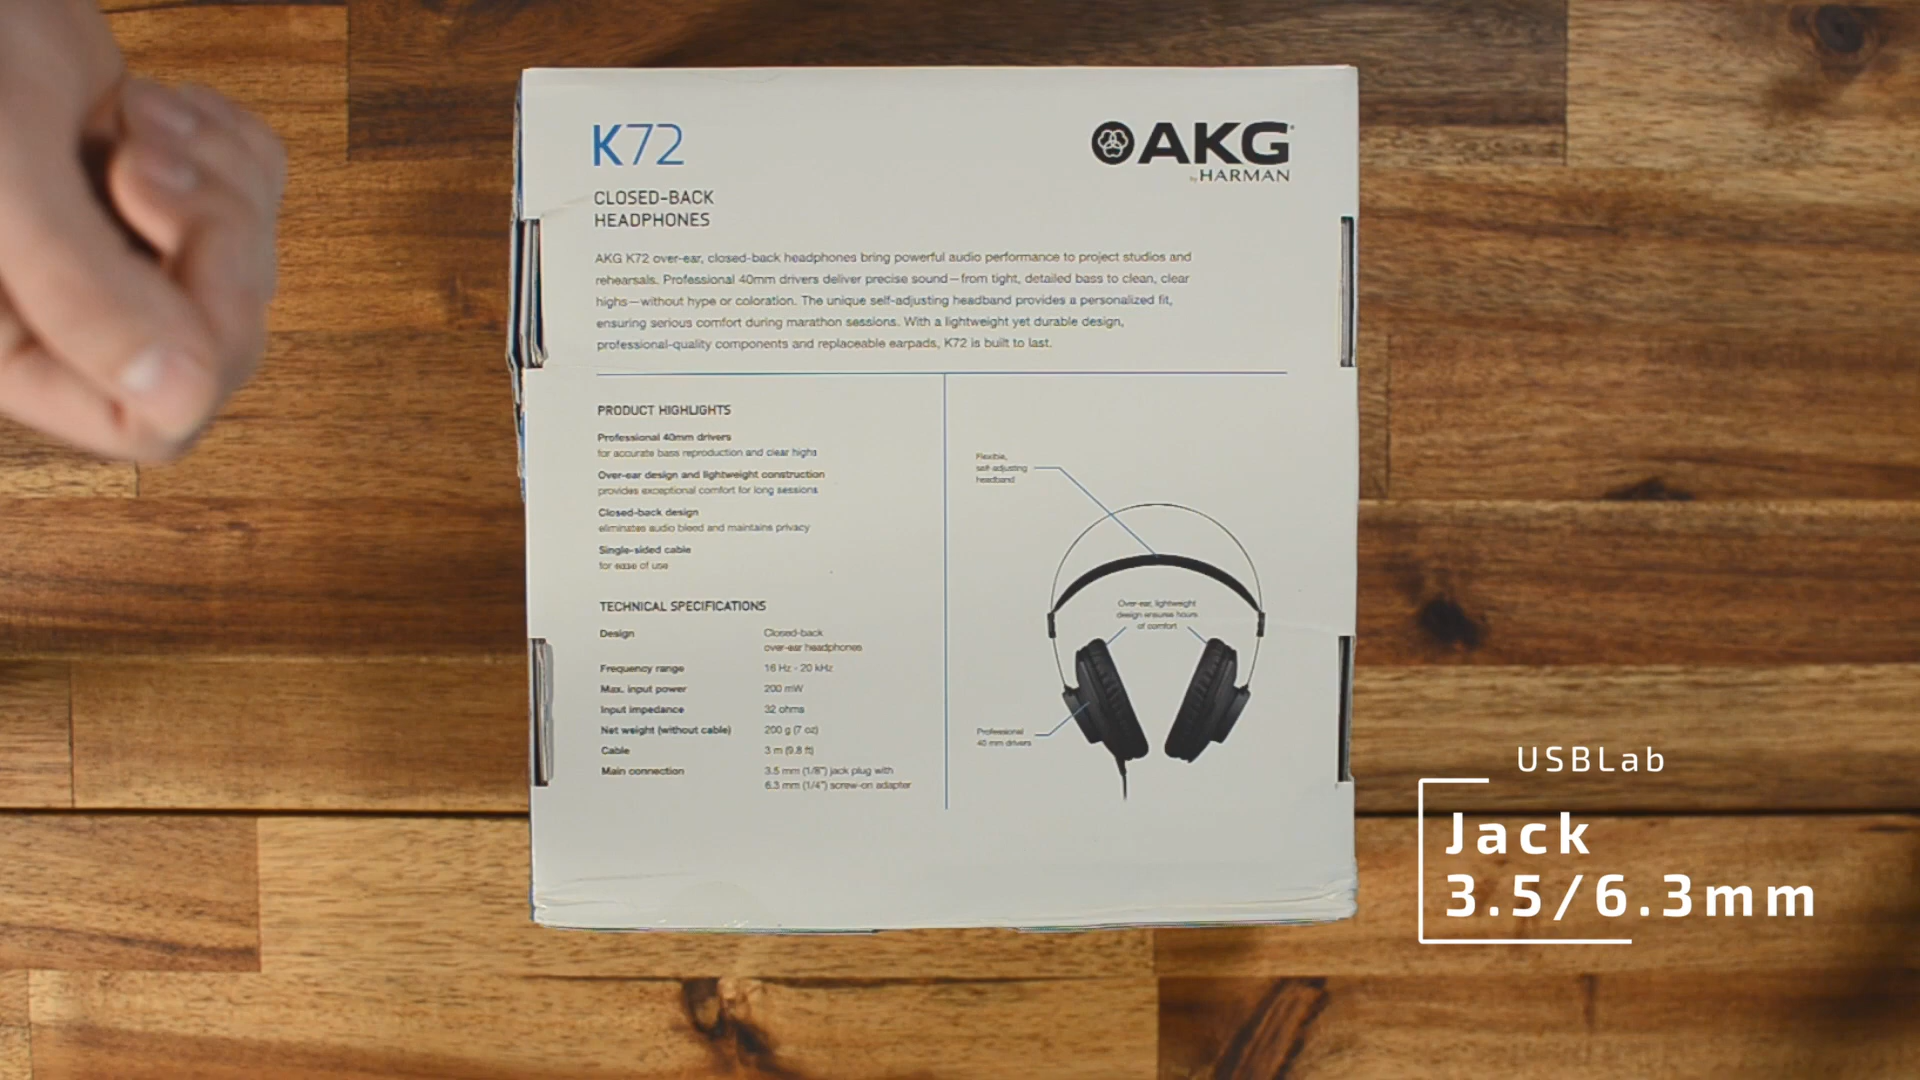 K72
AKG
by HARMAN
CLOSED-BACK
HEADPHONES
AKG K72 over-ear, closed-back headphones bring powerful audio performance to project studios and
rehearsals. Professional 40mm drivers deliver precise sound—from tight, detailed bass to clean, clear
highs—without hype or coloration. The unique self-adjusting headband provides a personalized fit,
ensuring serious comfort during marathon sessions. With a lightweight yet durable design,
professional-quality components and replaceable earpads, K72 is built to last.
PRODUCT HIGHLIGHTS
Professional 40mm drivers
for accurate bass reproduction and clear highs
Over-ear design and lightweight construction
provides exceptional comfort for long sessions
Closed-back design
eliminates audio bleed and maintains privacy
Single-sided cable
for ease of use
TECHNICAL SPECIFICATIONS
Design Closed-back
over-ear headphones
Frequency range 16 Hz - 20 kHz
Max. input power 200 mW
Input impedance 32 ohms
Net weight (without cable) 200 g (7 oz)
Cable 3 m (9.8 ft)
Main connection 3.5 mm (1/8") jack plug with
6.3 mm (1/4") screw-on adapter
Flexible,
self-adjusting
headband
Over-ear, lightweight
design ensures hours
of comfort
Professional
40 mm drivers
USBLab
Jack
3.5/6.3mm